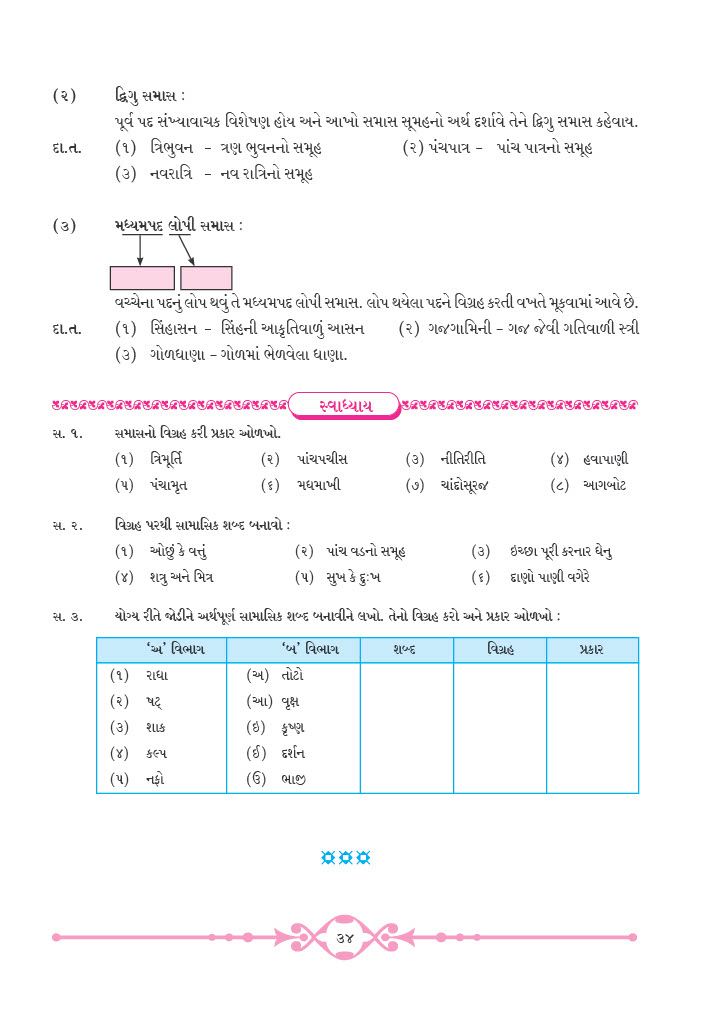 (૨) દ્વિગુ સમાસ :
પૂર્વ પદ સંખ્યાવાચક વિશેષણ હોય અને આખો સમાસ સૂમહનો અર્થ દર્શાવે તેને દ્વિગુ સમાસ કહેવાય.
દા.ત. (૧) ત્રિભુવન – ત્રણ ભુવનનો સમૂહ (૨) પંચપાત્ર – પાંચ પાત્રનો સમૂહ
(૩) નવરાત્રિ – નવ રાત્રિનો સમૂહ
(૩) મધ્યમપદ લોપી સમાસ :
વચ્ચેના પદનું લોપ થવું તે મધ્યમપદ લોપી સમાસ. લોપ થયેલા પદને વિગ્રહ કરતી વખતે મૂકવામાં આવે છે.
દા.ત. (૧) સિંહાસન – સિંહની આકૃતિવાળું આસન (૨) ગજગામિની – ગજ જેવી ગતિવાળી સ્ત્રી
(૩) ગોળધાણા – ગોળમાં ભેળવેલા ધાણા.
સ્વાધ્યાય
સ. ૧. સમાસનો વિગ્રહ કરી પ્રકાર ઓળખો.
(૧) ત્રિમૂર્તિ (૨) પાંચપચીસ (૩) નીતિરીતિ (૪) હવાપાણી
(૫) પંચામૃત (૬) મધમાખી (૭) ચાંદોસૂરજ (૮) આગબોટ
સ. ૨. વિગ્રહ પરથી સામાસિક શબ્દ બનાવો :
(૧) ઓછું કે વત્તું (૨) પાંચ વડનો સમૂહ (૩) ઇચ્છા પૂરી કરનાર ધેનુ
(૪) શત્રુ અને મિત્ર (૫) સુખ કે દુઃખ (૬) દાણો પાણી વગેરે
સ. ૩. યોગ્ય રીતે જોડીને અર્થપૂર્ણ સામાસિક શબ્દ બનાવીને લખો. તેનો વિગ્રહ કરો અને પ્રકાર ઓળખો :
‘અ’ વિભાગ ‘બ’ વિભાગ શબ્દ વિગ્રહ પ્રકાર
(૧) રાધા (અ) તોટો
(૨) ષટ્ (આ) વૃક્ષ
(૩) શાક (ઇ) કૃષ્ણ
(૪) કલ્પ (ઈ) દર્શન
(૫) નફો (ઉ) ભાજી
૩૪